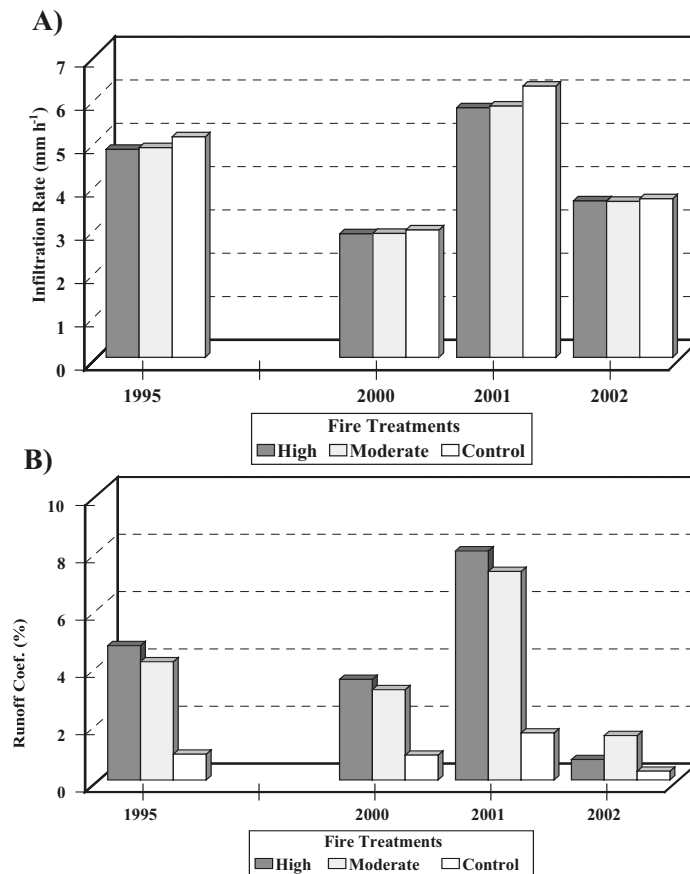 A)
7
6
5
4
3
2
1
0
Infiltration Rate (mm h⁻¹)
1995 2000 2001 2002
Fire Treatments
High Moderate Control
B)
10
8
6
4
2
0
Runoff Coef. (%)
1995 2000 2001 2002
Fire Treatments
High Moderate Control